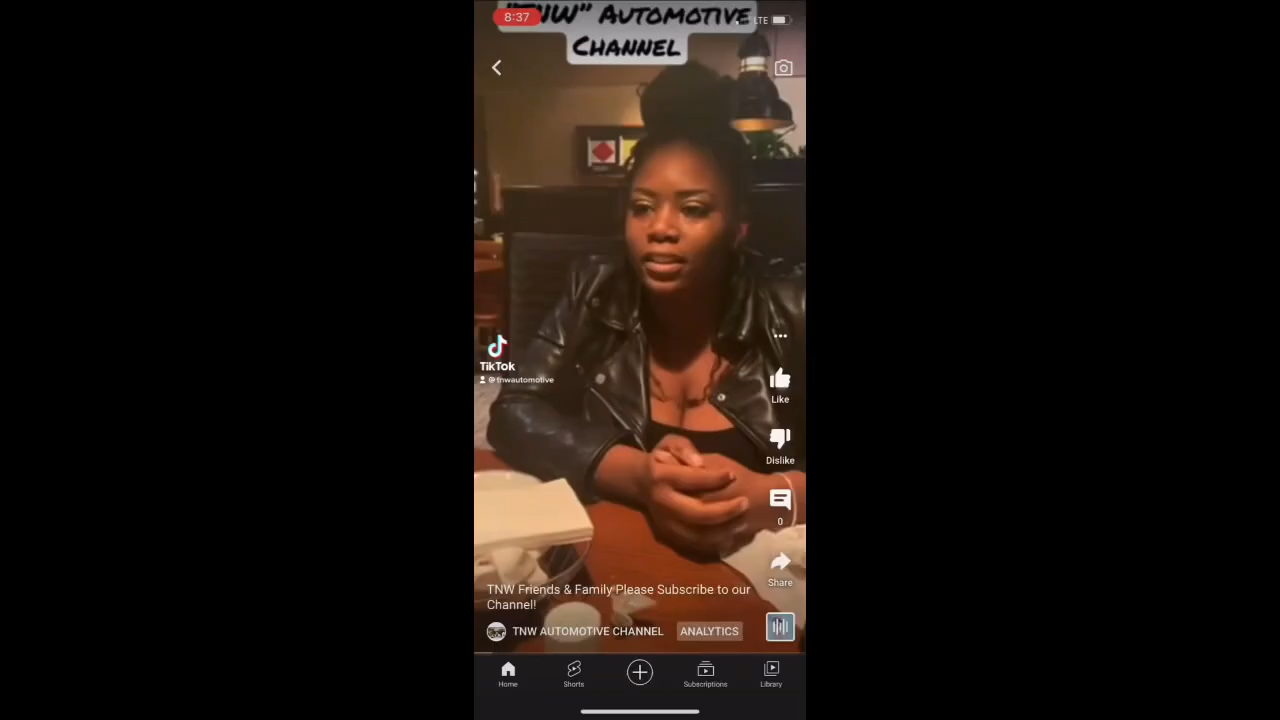 "TNW" AUTOMOTIVE
CHANNEL
8:37
LTE
TikTok
@tnwautomotive
Like
Dislike
0
Share
TNW Friends & Family Please Subscribe to our
Channel!
TNW AUTOMOTIVE CHANNEL
ANALYTICS
Home
Shorts
Subscriptions
Library